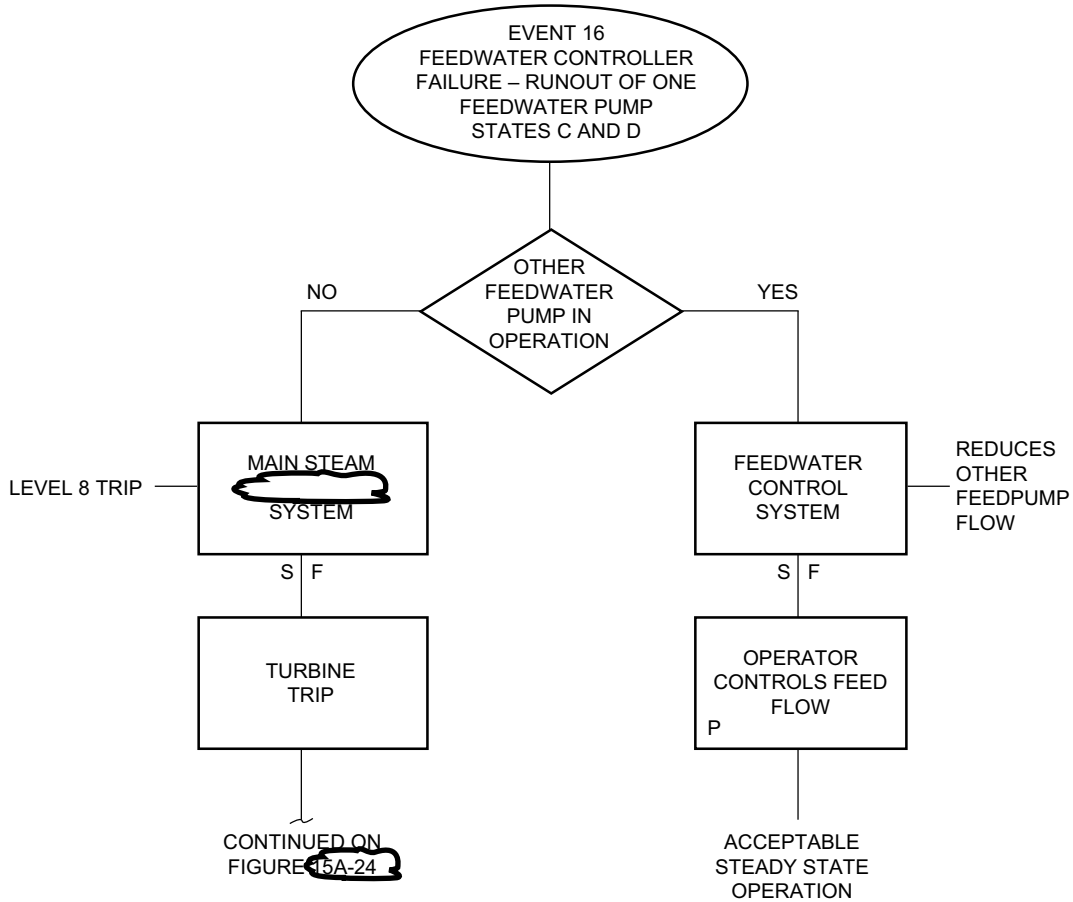 EVENT 16
FEEDWATER CONTROLLER
FAILURE – RUNOUT OF ONE
FEEDWATER PUMP
STATES C AND D
OTHER
FEEDWATER
PUMP IN
OPERATION
NO
YES
LEVEL 8 TRIP
MAIN STEAM
SYSTEM
FEEDWATER
CONTROL
SYSTEM
REDUCES
OTHER
FEEDPUMP
FLOW
S F
S F
TURBINE
TRIP
OPERATOR
CONTROLS FEED
FLOW
P
CONTINUED ON
FIGURE 15A-24
ACCEPTABLE
STEADY STATE
OPERATION